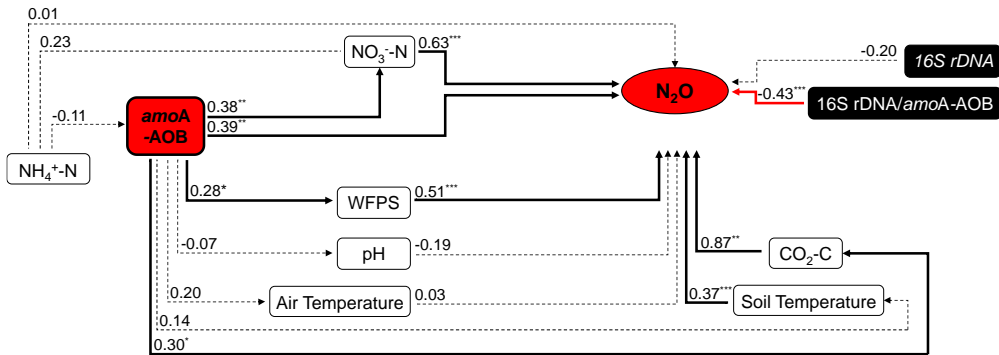 0.01
0.23
NO₃⁻-N
0.63***
-0.20
16S rDNA
N₂O
-0.43***
16S rDNA/amoA-AOB
amoA
-AOB
0.38**
0.39**
-0.11
NH₄⁺-N
0.28*
WFPS
0.51***
-0.07
pH
-0.19
0.87**
CO₂-C
0.20
Air Temperature
0.03
0.37***
Soil Temperature
0.14
0.30*